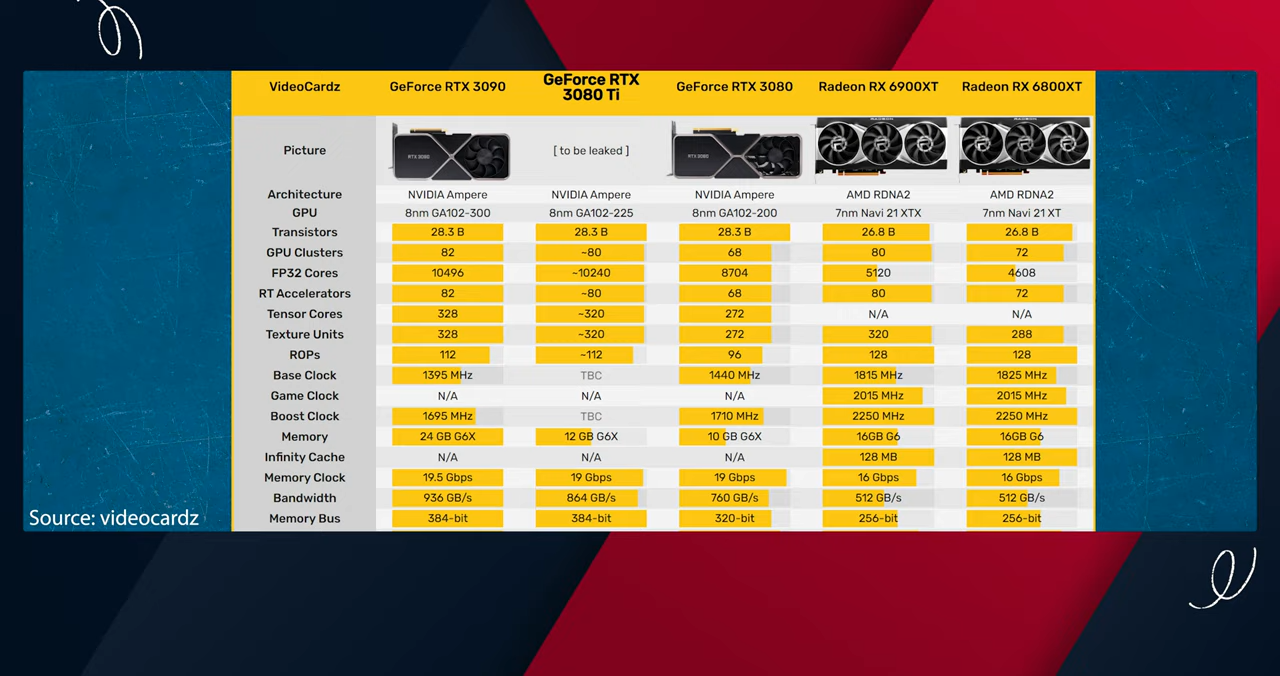 VideoCardz GeForce RTX 3090 GeForce RTX 3080 Ti GeForce RTX 3080 Radeon RX 6900XT Radeon RX 6800XT
Picture [ to be leaked ]
Architecture NVIDIA Ampere NVIDIA Ampere NVIDIA Ampere AMD RDNA2 AMD RDNA2
GPU 8nm GA102-300 8nm GA102-225 8nm GA102-200 7nm Navi 21 XTX 7nm Navi 21 XT
Transistors 28.3 B 28.3 B 28.3 B 26.8 B 26.8 B
GPU Clusters 82 ~80 68 80 72
FP32 Cores 10496 ~10240 8704 5120 4608
RT Accelerators 82 ~80 68 80 72
Tensor Cores 328 ~320 272 N/A N/A
Texture Units 328 ~320 272 320 288
ROPs 112 ~112 96 128 128
Base Clock 1395 MHz TBC 1440 MHz 1815 MHz 1825 MHz
Game Clock N/A N/A N/A 2015 MHz 2015 MHz
Boost Clock 1695 MHz TBC 1710 MHz 2250 MHz 2250 MHz
Memory 24 GB G6X 12 GB G6X 10 GB G6X 16GB G6 16GB G6
Infinity Cache N/A N/A N/A 128 MB 128 MB
Memory Clock 19.5 Gbps 19 Gbps 19 Gbps 16 Gbps 16 Gbps
Bandwidth 936 GB/s 864 GB/s 760 GB/s 512 GB/s 512 GB/s
Memory Bus 384-bit 384-bit 320-bit 256-bit 256-bit
Source: videocardz